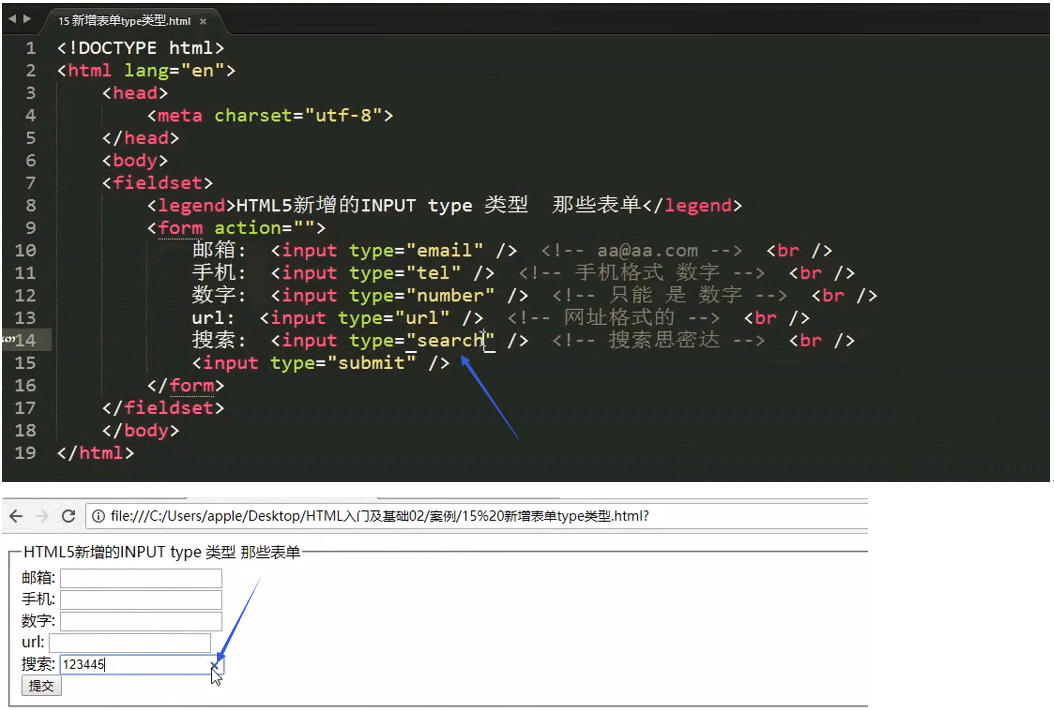 15 新增表单type类型.html ×
1 <!DOCTYPE html>
2 <html lang="en">
3 <head>
4 <meta charset="utf-8">
5 </head>
6 <body>
7 <fieldset>
8 <legend>HTML5新增的INPUT type 类型  那些表单</legend>
9 <form action="">
10 邮箱: <input type="email" /> <!-- aa@aa.com --> <br />
11 手机: <input type="tel" /> <!-- 手机格式 数字 --> <br />
12 数字: <input type="number" /> <!-- 只能 是 数字 --> <br />
13 url: <input type="url" /> <!-- 网址格式的 --> <br />
14 搜索: <input type="search" /> <!-- 搜索思密达 --> <br />
15 <input type="submit" />
16 </form>
17 </fieldset>
18 </body>
19 </html>
file:///C:/Users/apple/Desktop/HTML入门及基础02/案例/15%20新增表单type类型.html?
HTML5新增的INPUT type 类型 那些表单
邮箱:
手机:
数字:
url:
搜索: 123445 ×
提交